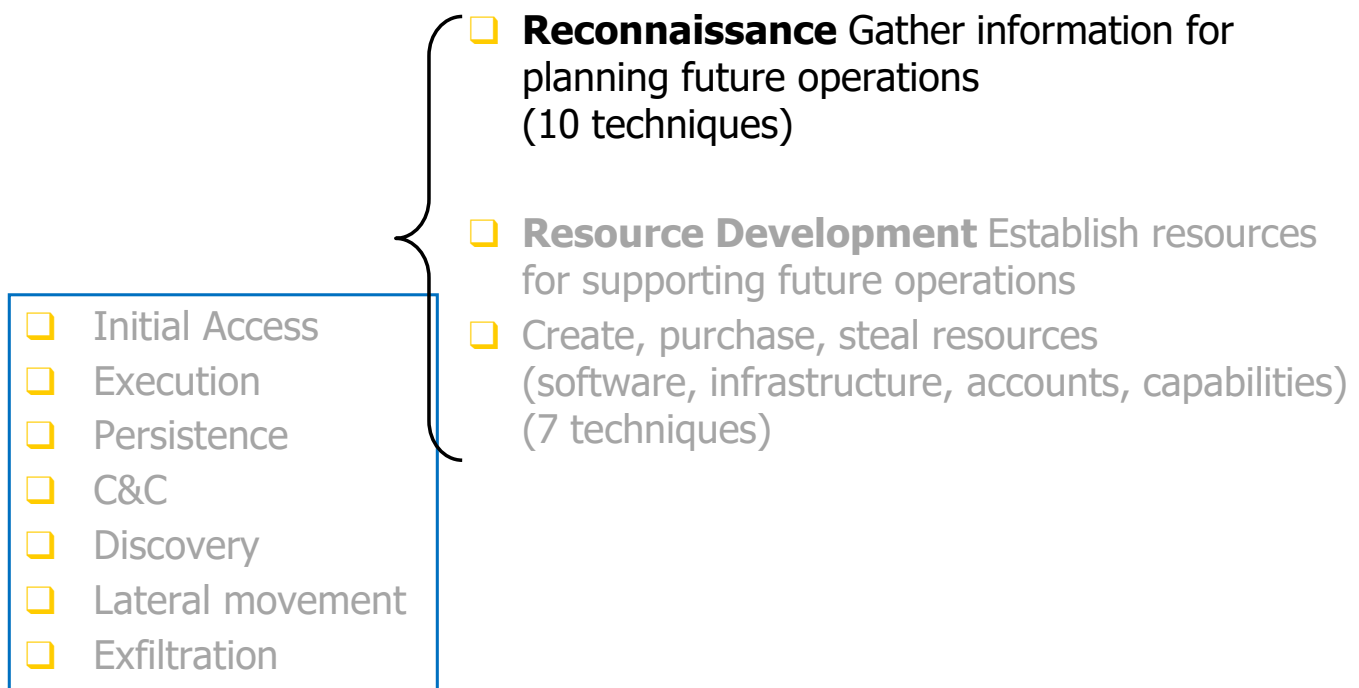 Reconnaissance Gather information for
planning future operations
(10 techniques)
Resource Development Establish resources
for supporting future operations
Create, purchase, steal resources
(software, infrastructure, accounts, capabilities)
(7 techniques)
Initial Access
Execution
Persistence
C&C
Discovery
Lateral movement
Exfiltration